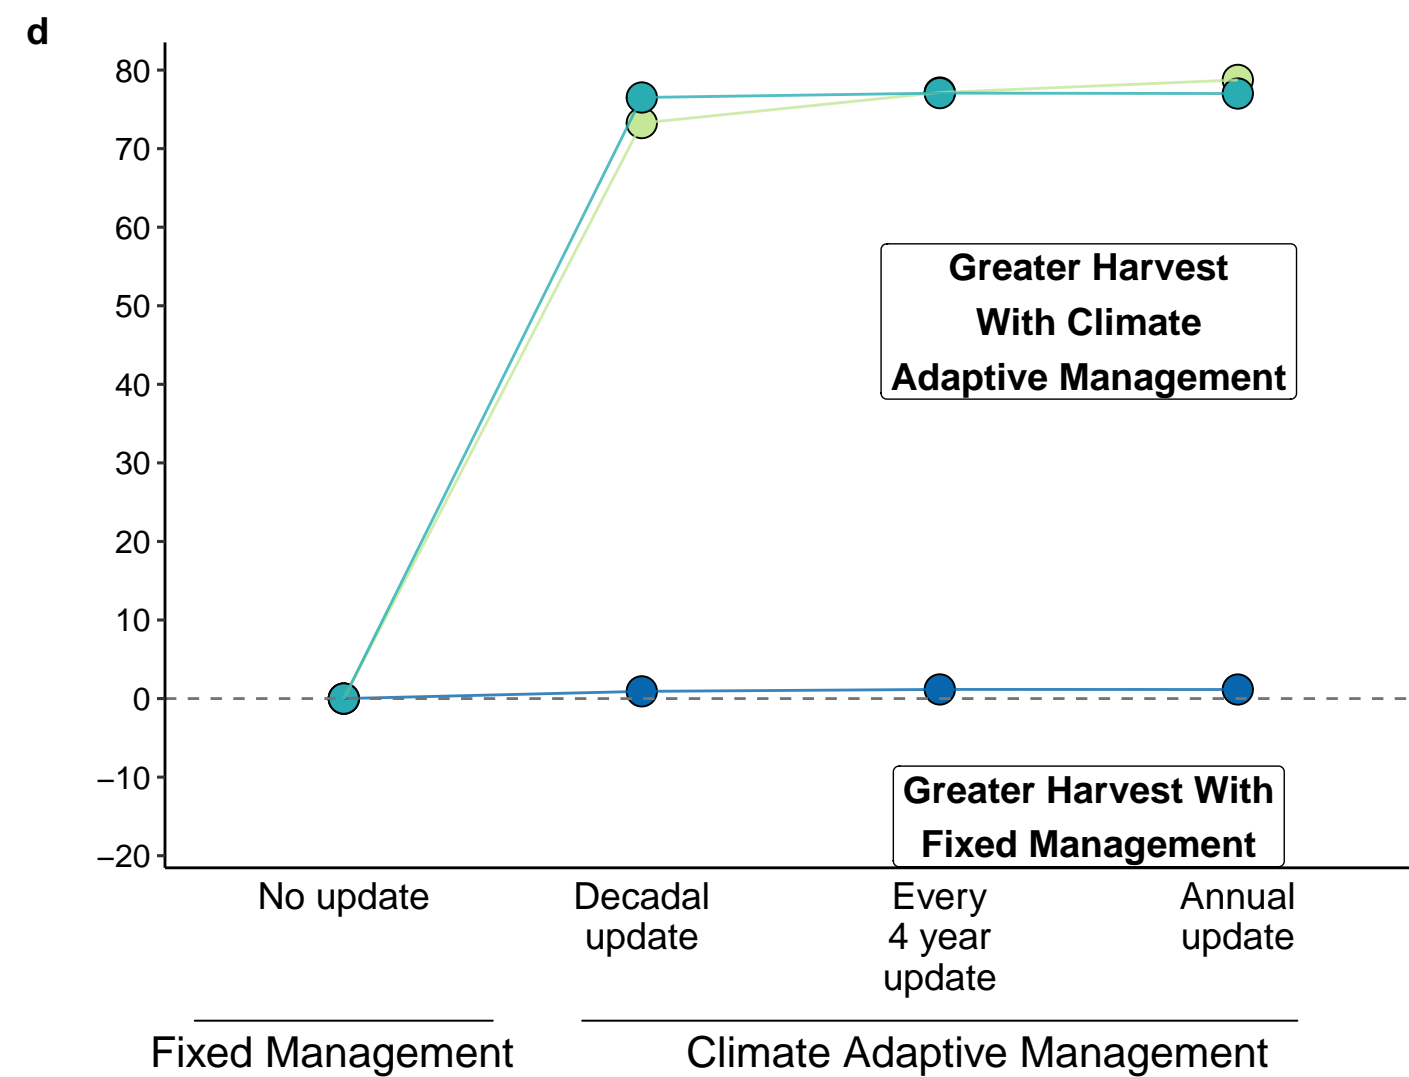 d
80
70
60
50
40
30
20
10
0
−10
−20
Greater Harvest
With Climate
Adaptive Management
Greater Harvest With
Fixed Management
No update
Decadal
update
Every
4 year
update
Annual
update
Fixed Management
Climate Adaptive Management